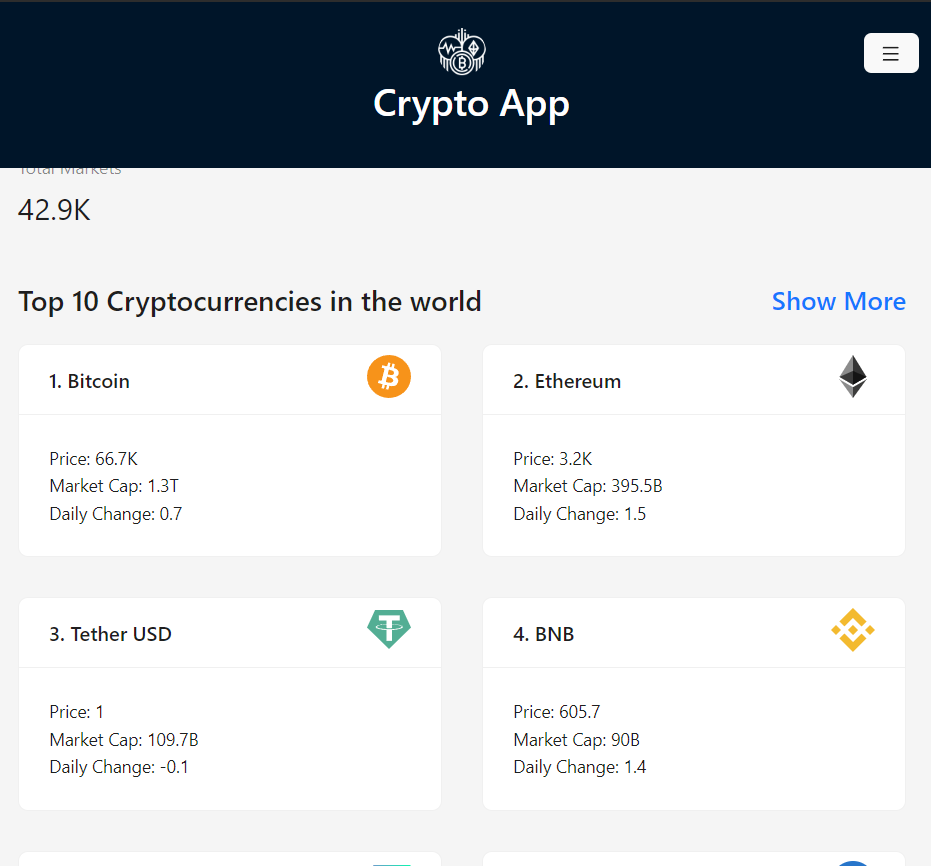 Crypto App
Total Markets
42.9K
Top 10 Cryptocurrencies in the world
Show More
1. Bitcoin
Price: 66.7K
Market Cap: 1.3T
Daily Change: 0.7
2. Ethereum
Price: 3.2K
Market Cap: 395.5B
Daily Change: 1.5
3. Tether USD
Price: 1
Market Cap: 109.7B
Daily Change: -0.1
4. BNB
Price: 605.7
Market Cap: 90B
Daily Change: 1.4